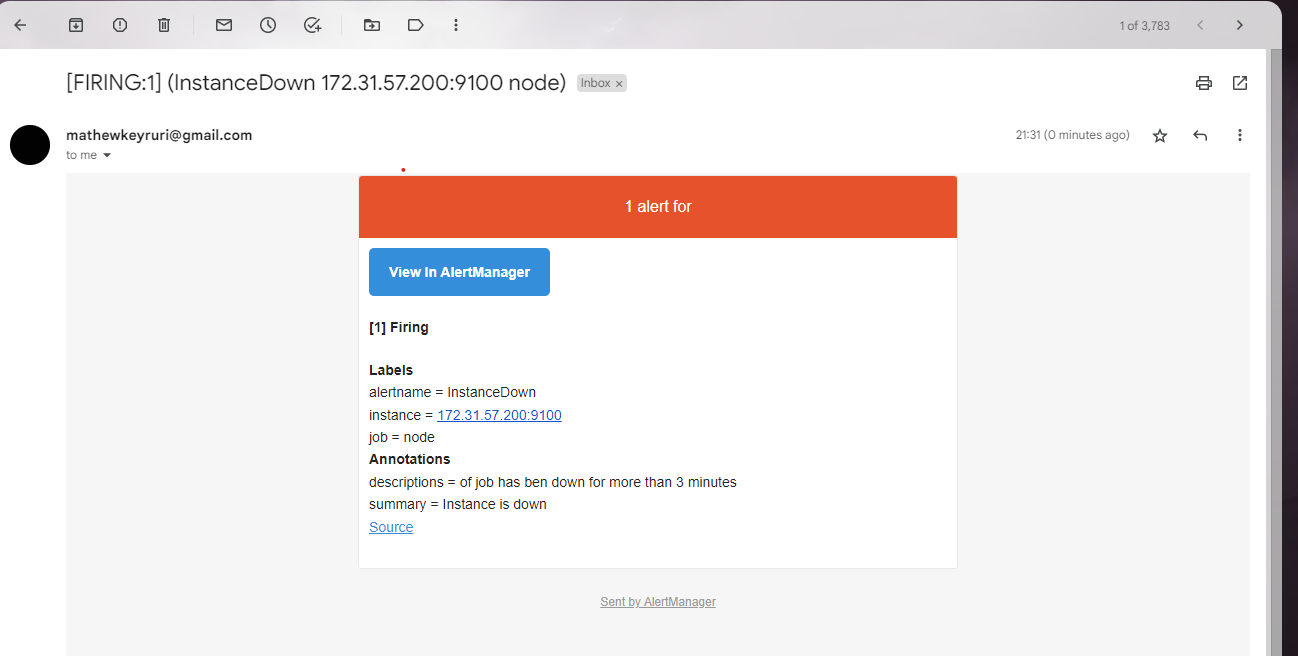 1 of 3,783
[FIRING:1] (InstanceDown 172.31.57.200:9100 node) Inbox ×
mathewkeyruri@gmail.com 21:31 (0 minutes ago)
to me
1 alert for
View In AlertManager
[1] Firing
Labels
alertname = InstanceDown
instance = 172.31.57.200:9100
job = node
Annotations
descriptions = of job has ben down for more than 3 minutes
summary = Instance is down
Source
Sent by AlertManager